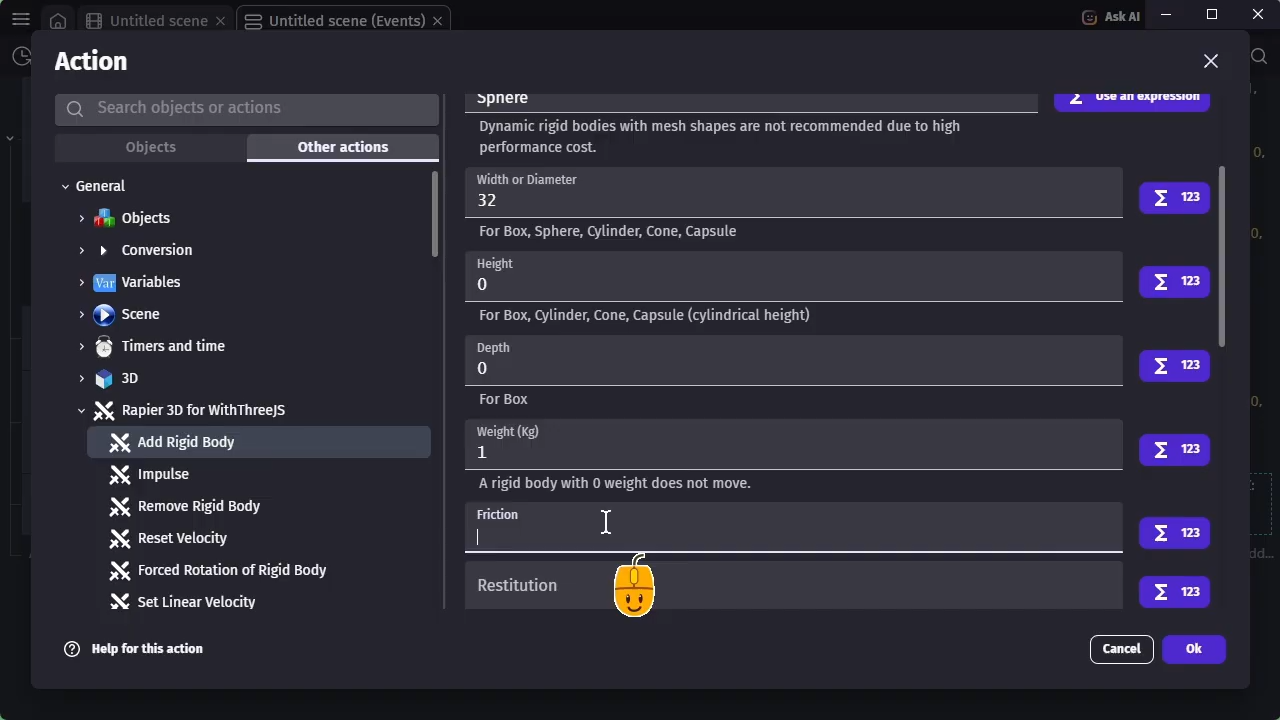 Untitled scene
Untitled scene (Events)
Ask AI
Action
Search objects or actions
Objects
Other actions
General
Objects
Conversion
Var
Variables
Scene
Timers and time
3D
Rapier 3D for WithThreeJS
Add Rigid Body
Impulse
Remove Rigid Body
Reset Velocity
Forced Rotation of Rigid Body
Set Linear Velocity
Sphere
Use an expression
Dynamic rigid bodies with mesh shapes are not recommended due to high
performance cost.
Width or Diameter
32
123
For Box, Sphere, Cylinder, Cone, Capsule
Height
0
123
For Box, Cylinder, Cone, Capsule (cylindrical height)
Depth
0
123
For Box
Weight (Kg)
1
123
A rigid body with 0 weight does not move.
Friction
123
Restitution
123
Help for this action
Cancel
Ok